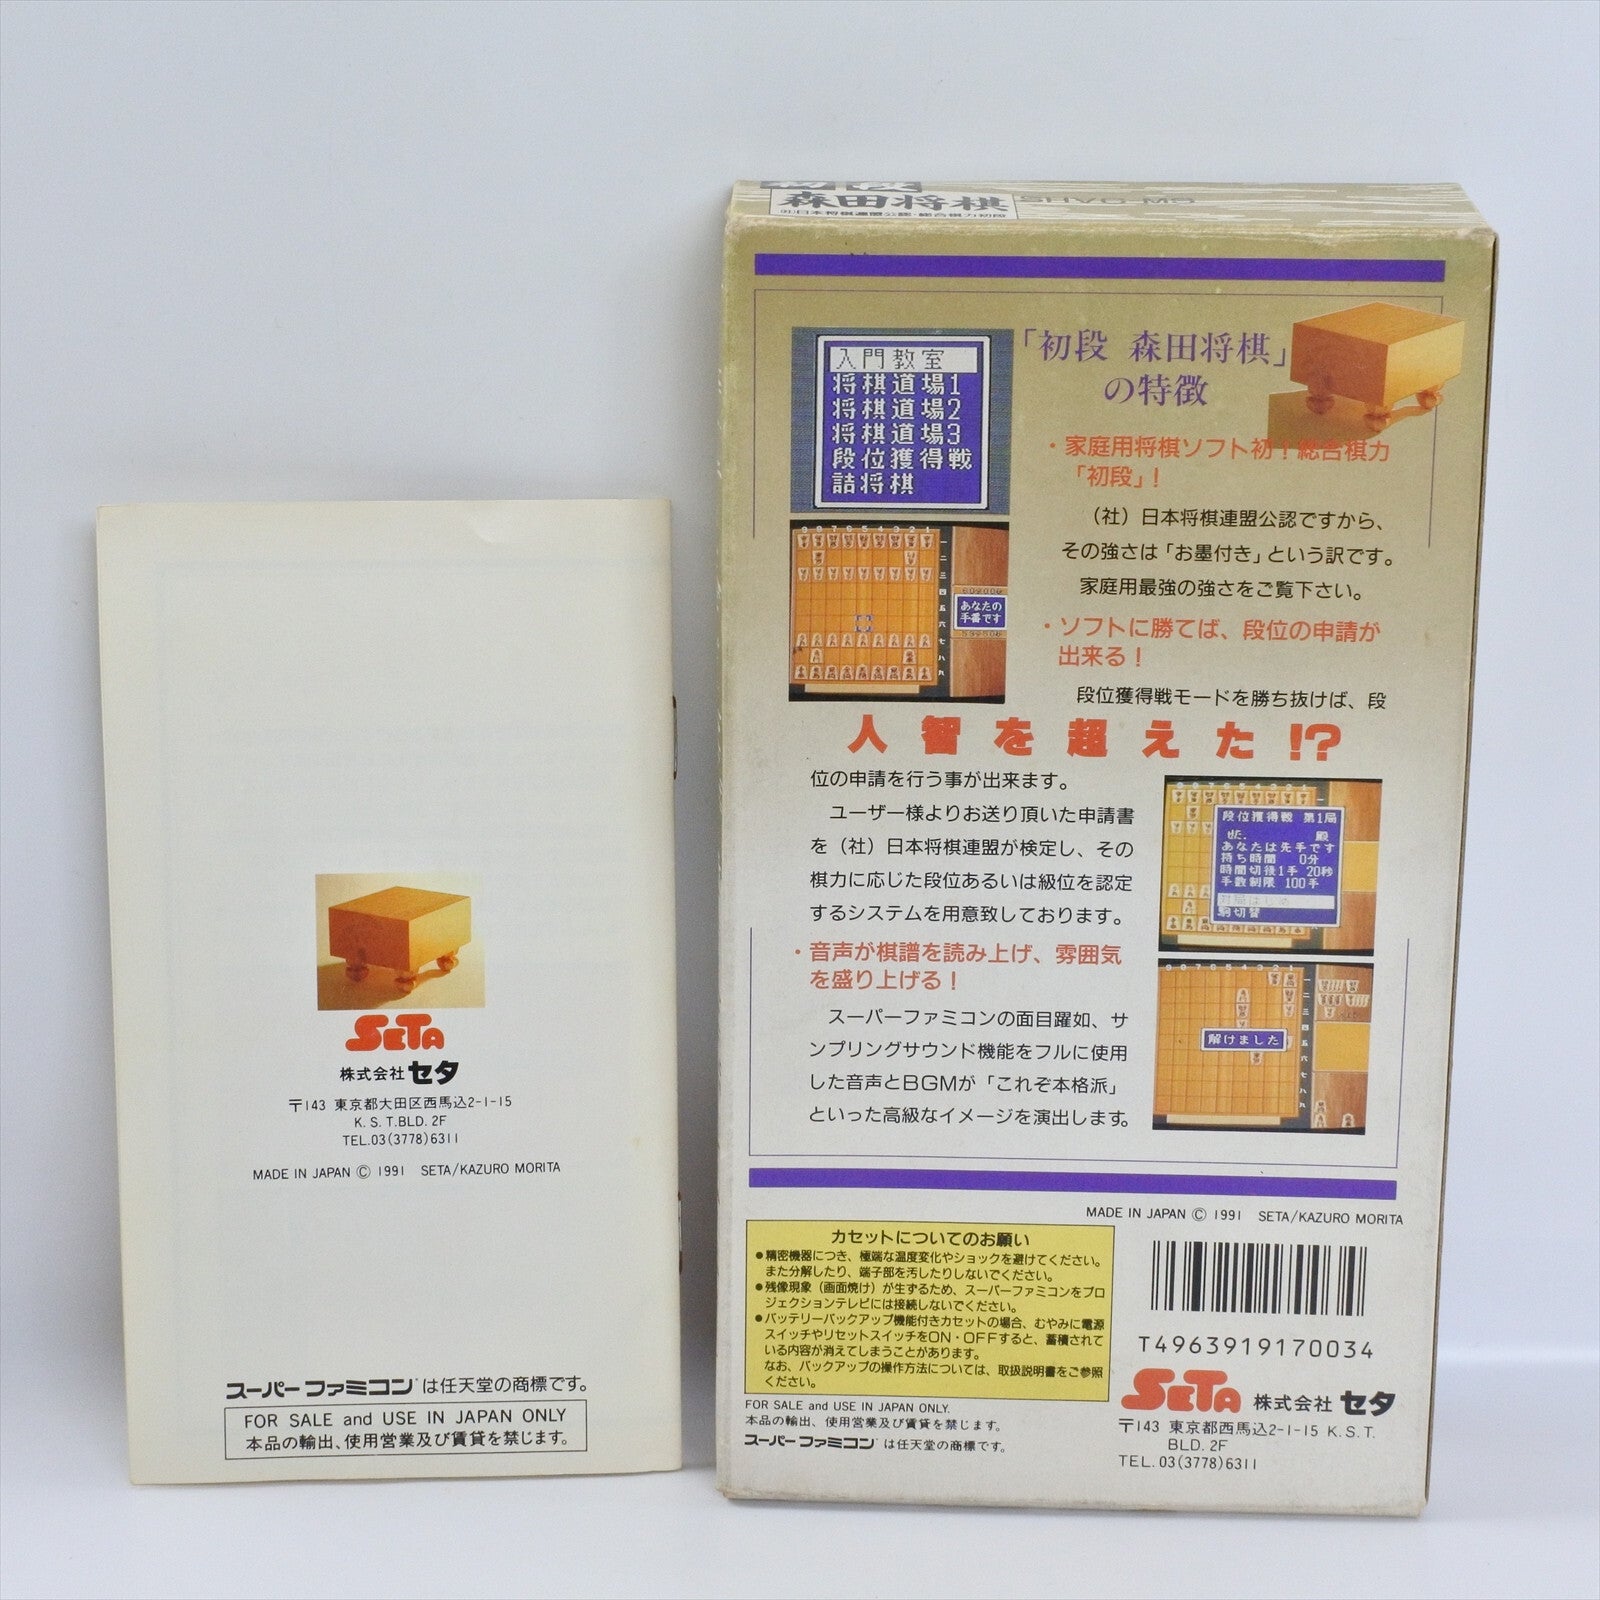 SETA
株式会社 セタ
〒143 東京都大田区西馬込2-1-15
K. S. T.BLD. 2F
TEL.03(3778)6311
MADE IN JAPAN © 1991 SETA/KAZURO MORITA
スーパーファミコン は任天堂の商標です。
FOR SALE and USE IN JAPAN ONLY
本品の輸出、使用営業及び賃貸を禁じます。
初段
森田将棋 SHVC-MS
(社)日本将棋連盟公認・総合棋力初段
「初段 森田将棋」
の特徴
入門教室
将棋道場1
将棋道場2
将棋道場3
段位獲得戦
詰将棋
あなたの
手番です
・家庭用将棋ソフト初!総合棋力
「初段」!
(社)日本将棋連盟公認ですから、
その強さは「お墨付き」という訳です。
家庭用最強の強さをご覧下さい。
・ソフトに勝てば、段位の申請が
出来る!
段位獲得戦モードを勝ち抜けば、段
人智を超えた!?
位の申請を行う事が出来ます。
ユーザー様よりお送り頂いた申請書
を(社)日本将棋連盟が検定し、その
棋力に応じた段位あるいは級位を認定
するシステムを用意致しております。
・音声が棋譜を読み上げ、雰囲気
を盛り上げる!
スーパーファミコンの面目躍如、サ
ンプリングサウンド機能をフルに使用
した音声とBGMが「これぞ本格派」
といった高級なイメージを演出します。
段位獲得戦 第1局
殿
あなたは先手です
持ち時間 0分
時間切後1手 20秒
手数制限 100手
対局はじめ
駒切替
解けました
MADE IN JAPAN © 1991 SETA/KAZURO MORITA
カセットについてのお願い
●精密機器につき、極端な温度変化やショックを避けてください。
また分解したり、端子部を汚したりしないでください。
●残像現象(画面焼け)が生ずるため、スーパーファミコンをプロ
ジェクションテレビには接続しないでください。
●バッテリーバックアップ機能付きカセットの場合、むやみに電源
スイッチやリセットスイッチをON・OFFすると、蓄積されて
いる内容が消えてしまうことがあります。
なお、バックアップの操作方法については、取扱説明書をご参照
ください。
FOR SALE and USE IN JAPAN ONLY.
本品の輸出、使用営業及び賃貸を禁じます。
スーパーファミコン は任天堂の商標です。
T4963919170034
SETA 株式会社 セタ
〒143 東京都西馬込2-1-15 K.S.T.
BLD. 2F
TEL.03(3778)6311